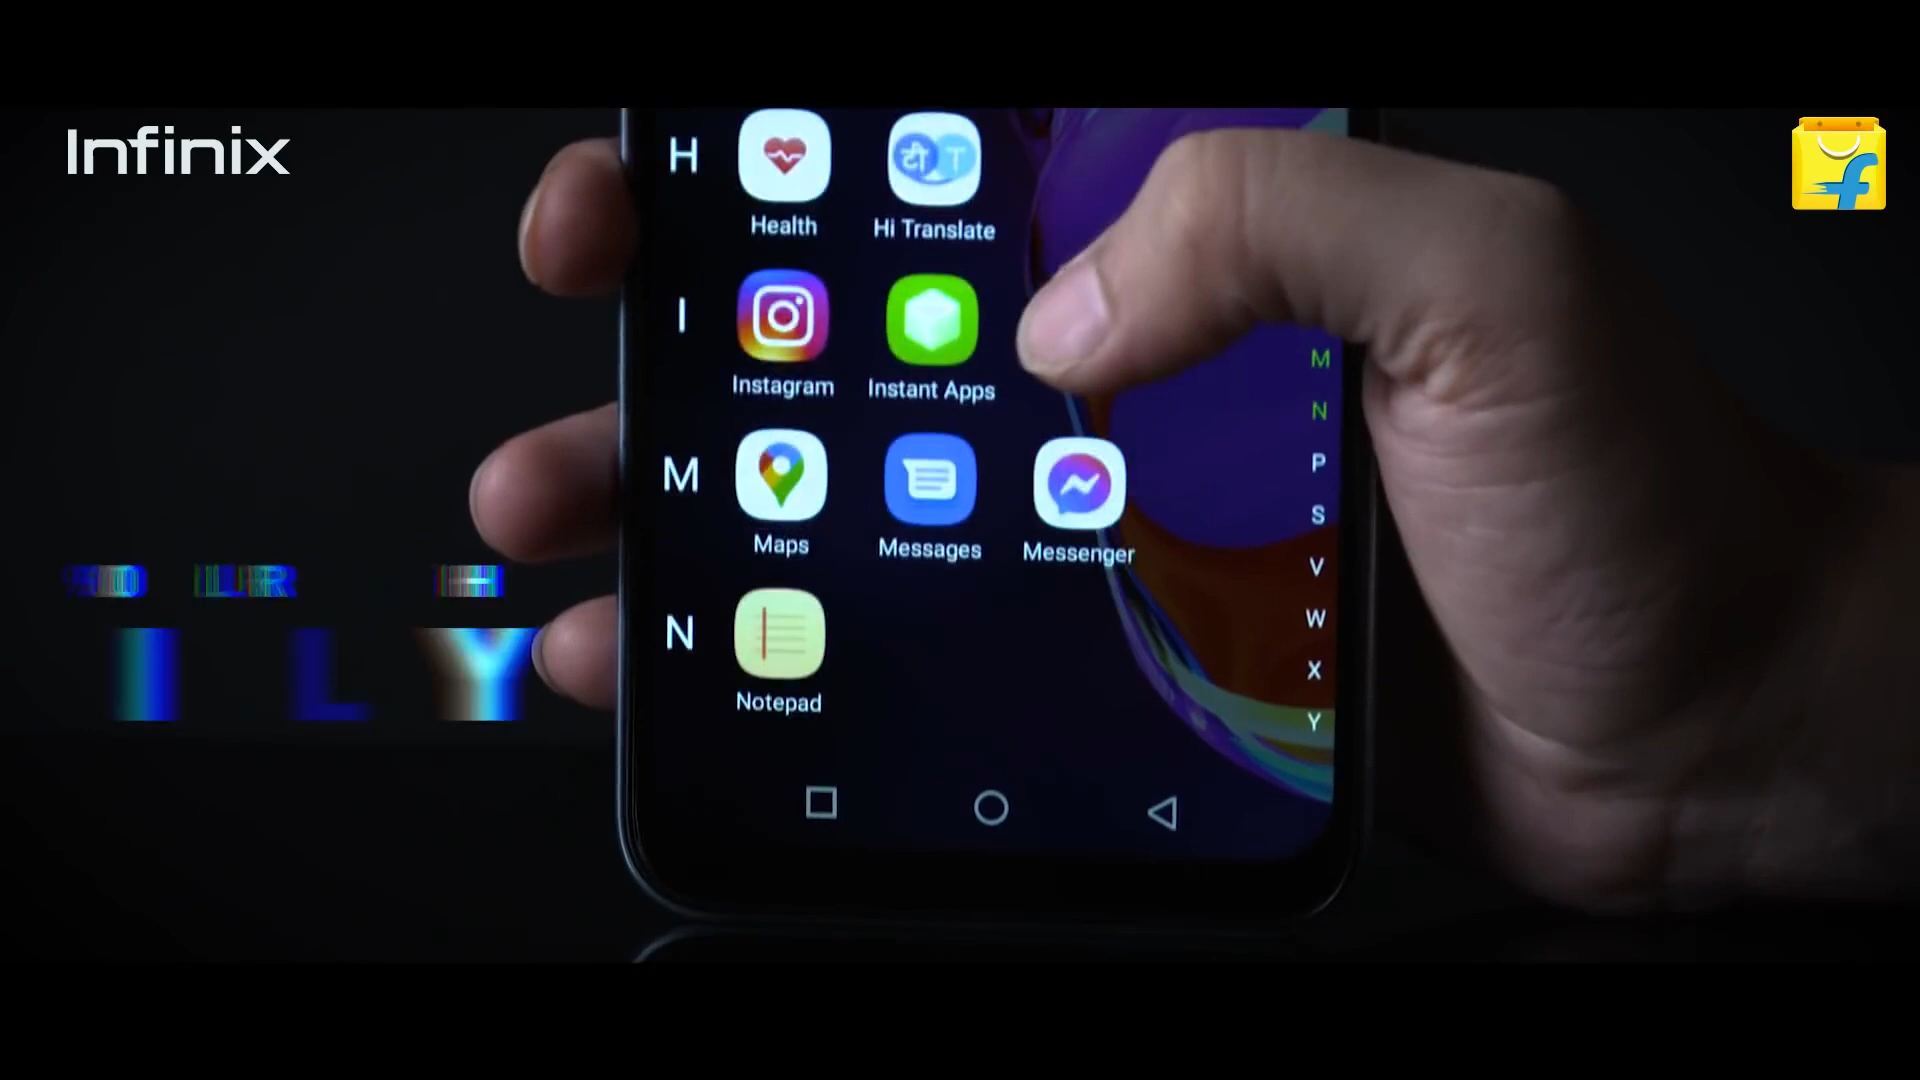 Infinix
H
Health
Hi Translate
टी T
I
Instagram
Instant Apps
M
Maps
Messages
Messenger
N
Notepad
M
N
P
S
V
W
X
Y
f